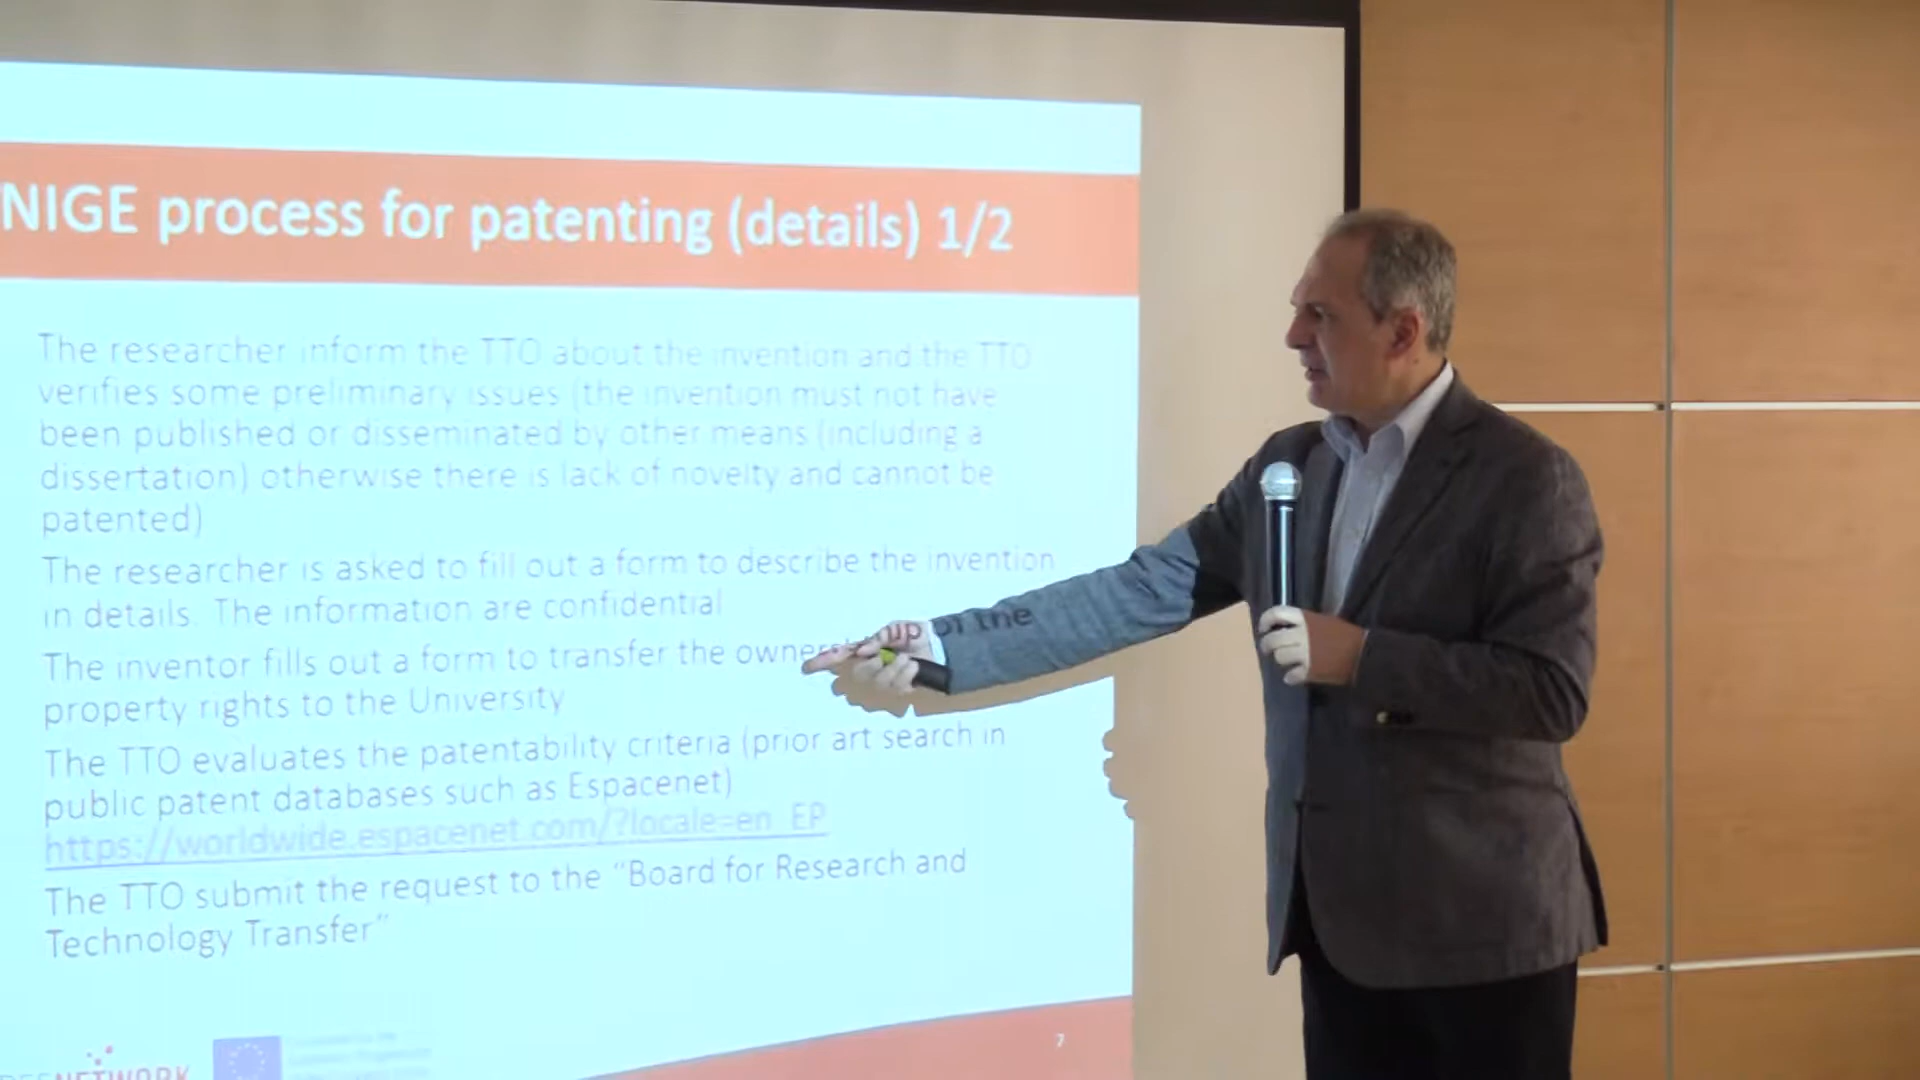 NIGE process for patenting (details) 1/2
The researcher inform the TTO about the invention and the TTO
verifies some preliminary issues (the invention must not have
been published or disseminated by other means (including a
dissertation) otherwise there is lack of novelty and cannot be
patented)
The researcher is asked to fill out a form to describe the invention
in details. The information are confidential
The inventor fills out a form to transfer the ownership of the
property rights to the University
The TTO evaluates the patentability criteria (prior art search in
public patent databases such as Espacenet)
https://worldwide.espacenet.com/?locale=en_EP
The TTO submit the request to the “Board for Research and
Technology Transfer”
NETWORK
7